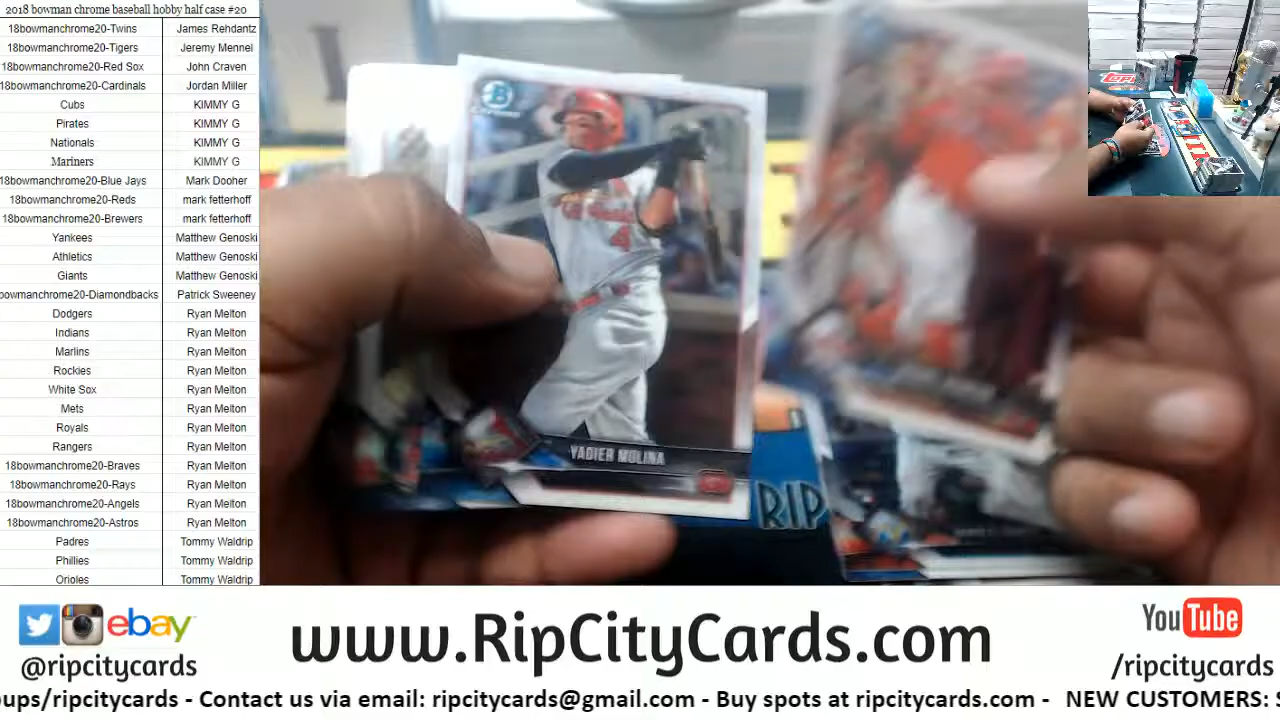 2018 bowman chrome baseball hobby half case #20
18bowmanchrome20-Twins James Rehdantz
18bowmanchrome20-Tigers Jeremy Mennel
18bowmanchrome20-Red Sox John Craven
18bowmanchrome20-Cardinals Jordan Miller
Cubs KIMMY G
Pirates KIMMY G
Nationals KIMMY G
Mariners KIMMY G
18bowmanchrome20-Blue Jays Mark Dooher
18bowmanchrome20-Reds mark fetterhoff
18bowmanchrome20-Brewers mark fetterhoff
Yankees Matthew Genoski
Athletics Matthew Genoski
Giants Matthew Genoski
bowmanchrome20-Diamondbacks Patrick Sweeney
Dodgers Ryan Melton
Indians Ryan Melton
Marlins Ryan Melton
Rockies Ryan Melton
White Sox Ryan Melton
Mets Ryan Melton
Royals Ryan Melton
Rangers Ryan Melton
18bowmanchrome20-Braves Ryan Melton
18bowmanchrome20-Rays Ryan Melton
18bowmanchrome20-Angels Ryan Melton
18bowmanchrome20-Astros Ryan Melton
Padres Tommy Waldrip
Phillies Tommy Waldrip
Orioles Tommy Waldrip
B
4
YADIER MOLINA
RIP
ebay
@ripcitycards
www.RipCityCards.com
YouTube
/ripcitycards
oups/ripcitycards - Contact us via email: ripcitycards@gmail.com - Buy spots at ripcitycards.com - NEW CUSTOMERS: S